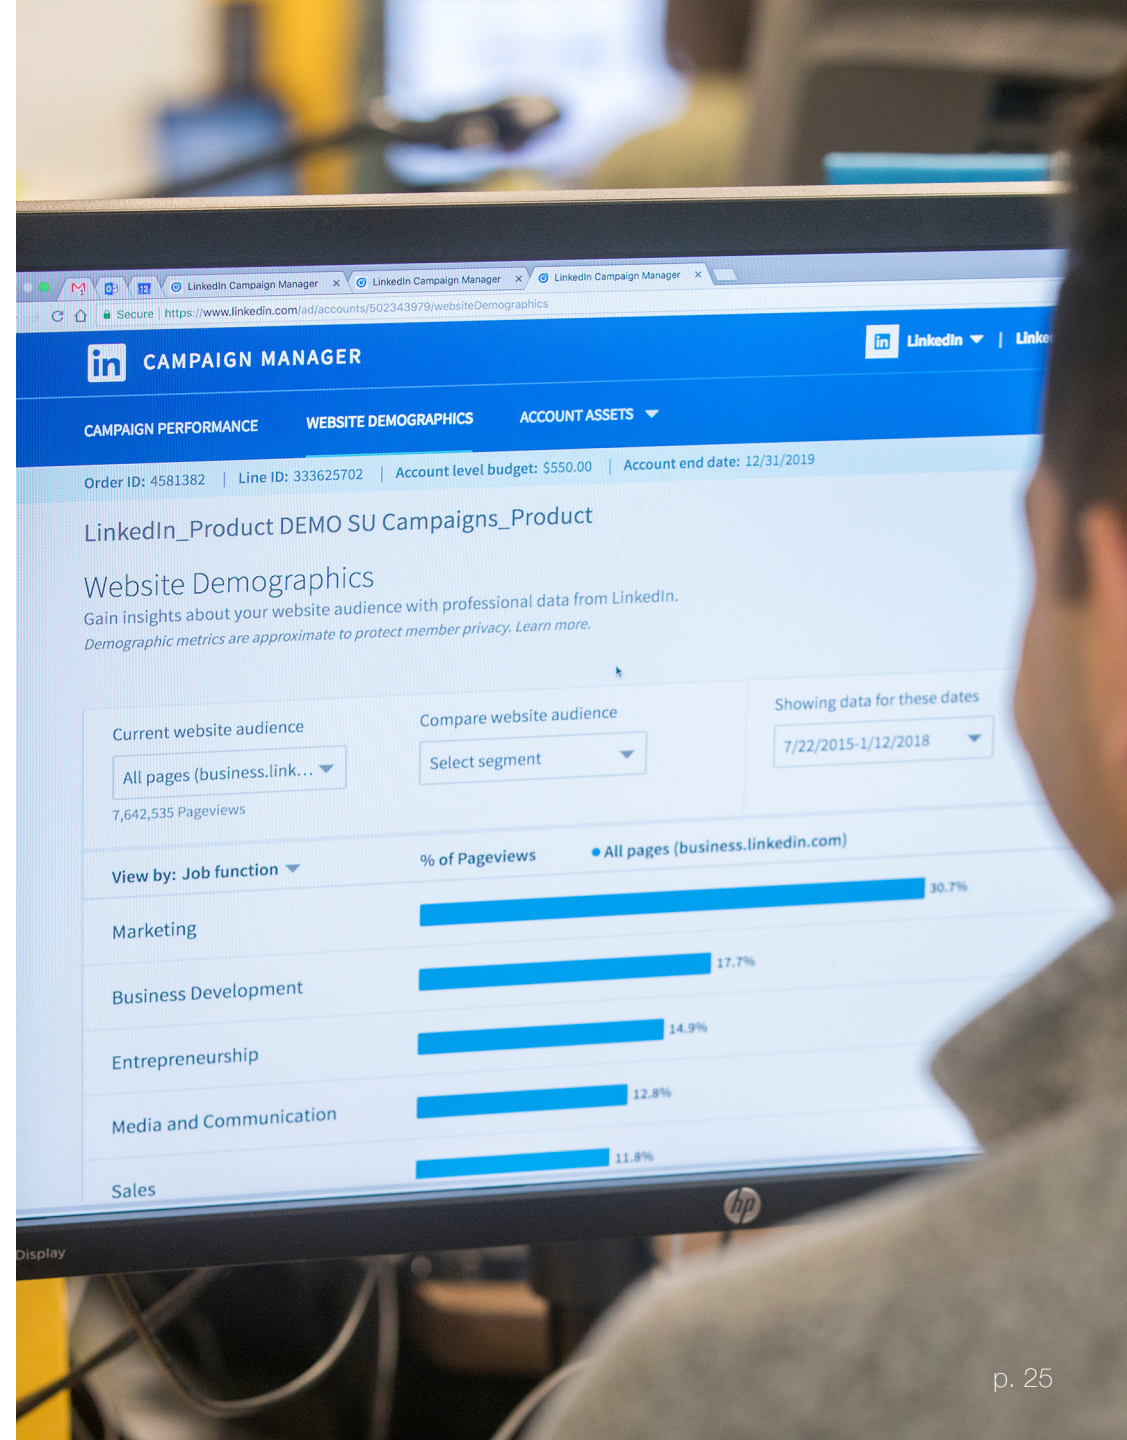 LinkedIn Campaign Manager × LinkedIn Campaign Manager × LinkedIn Campaign Manager ×
Secure | https://www.linkedin.com/ad/accounts/502343979/websiteDemographics
in CAMPAIGN MANAGER
in LinkedIn |
CAMPAIGN PERFORMANCE WEBSITE DEMOGRAPHICS ACCOUNT ASSETS
Order ID: 4581382 | Line ID: 333625702 | Account level budget: $550.00 | Account end date: 12/31/2019
LinkedIn_Product DEMO SU Campaigns_Product
Website Demographics
Gain insights about your website audience with professional data from LinkedIn.
Demographic metrics are approximate to protect member privacy. Learn more.
Current website audience Compare website audience Showing data for these dates
All pages (business.link... Select segment 7/22/2015-1/12/2018
7,642,535 Pageviews
View by: Job function % of Pageviews All pages (business.linkedin.com)
Marketing 30.7%
Business Development 17.7%
Entrepreneurship 14.9%
Media and Communication 12.8%
Sales 11.8%
hp
Display
p. 25